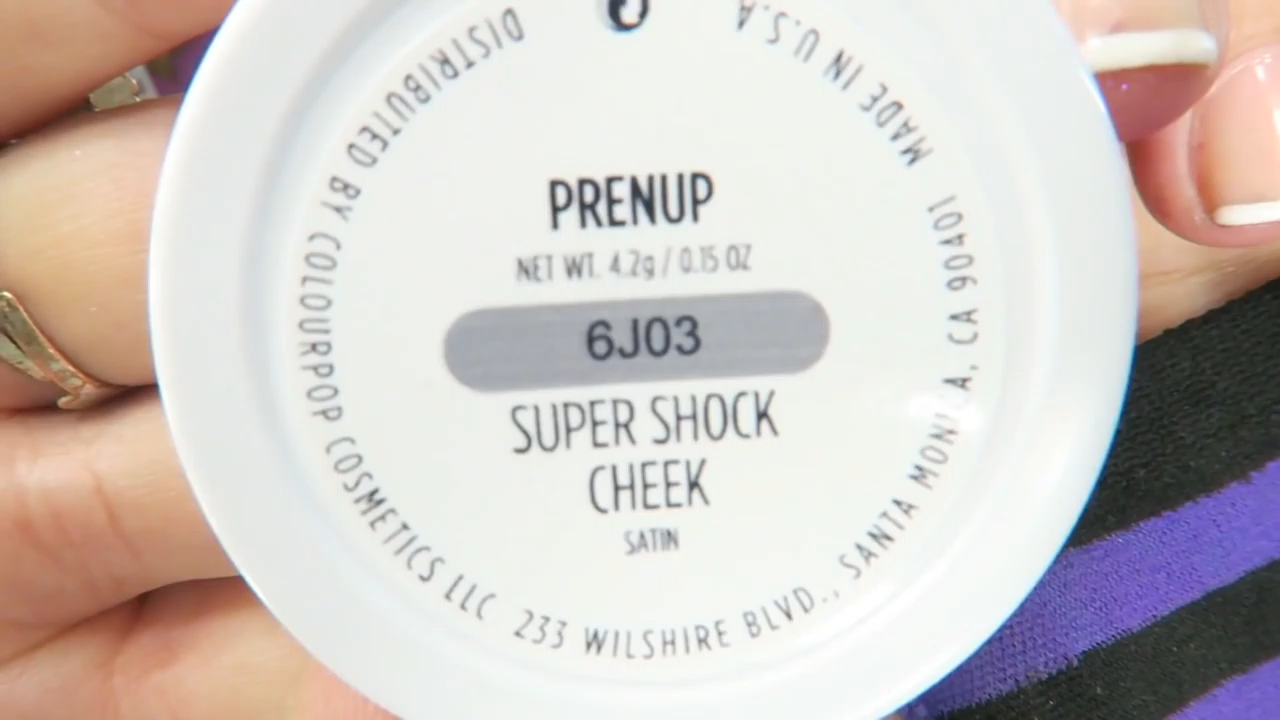 PRENUP
NET WT. 4.2g / 0.15 OZ
6J03
SUPER SHOCK
CHEEK
SATIN
DISTRIBUTED BY COLOURPOP COSMETICS LLC 233 WILSHIRE BLVD., SANTA MONICA, CA 90401 MADE IN U.S.A